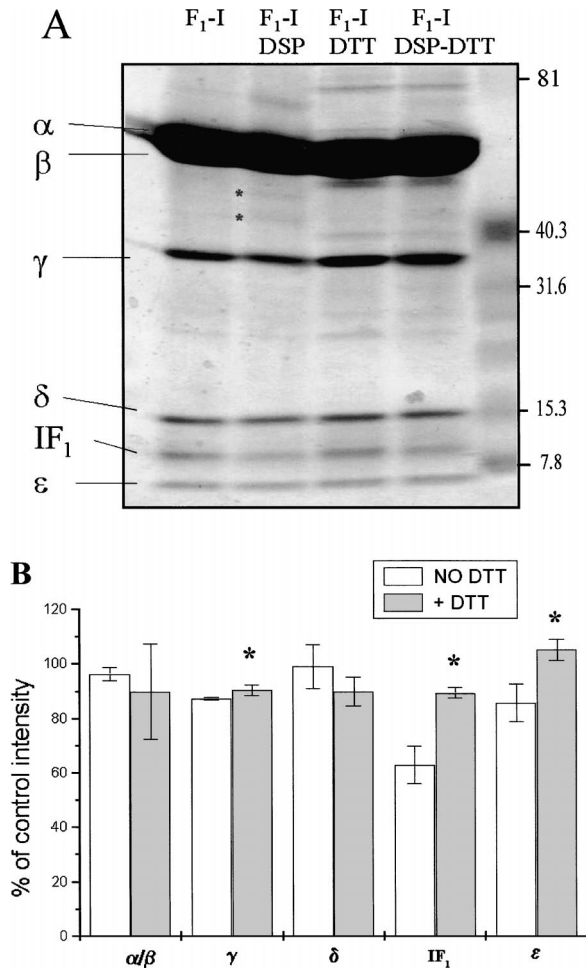 A
F₁-I F₁-I F₁-I F₁-I
DSP DTT DSP-DTT
81
α
β
*
*
40.3
γ
31.6
δ
15.3
IF₁
7.8
ε
B
NO DTT
+ DTT
120
100
80
60
40
20
0
% of control intensity
* * *
α/β γ δ IF₁ ε